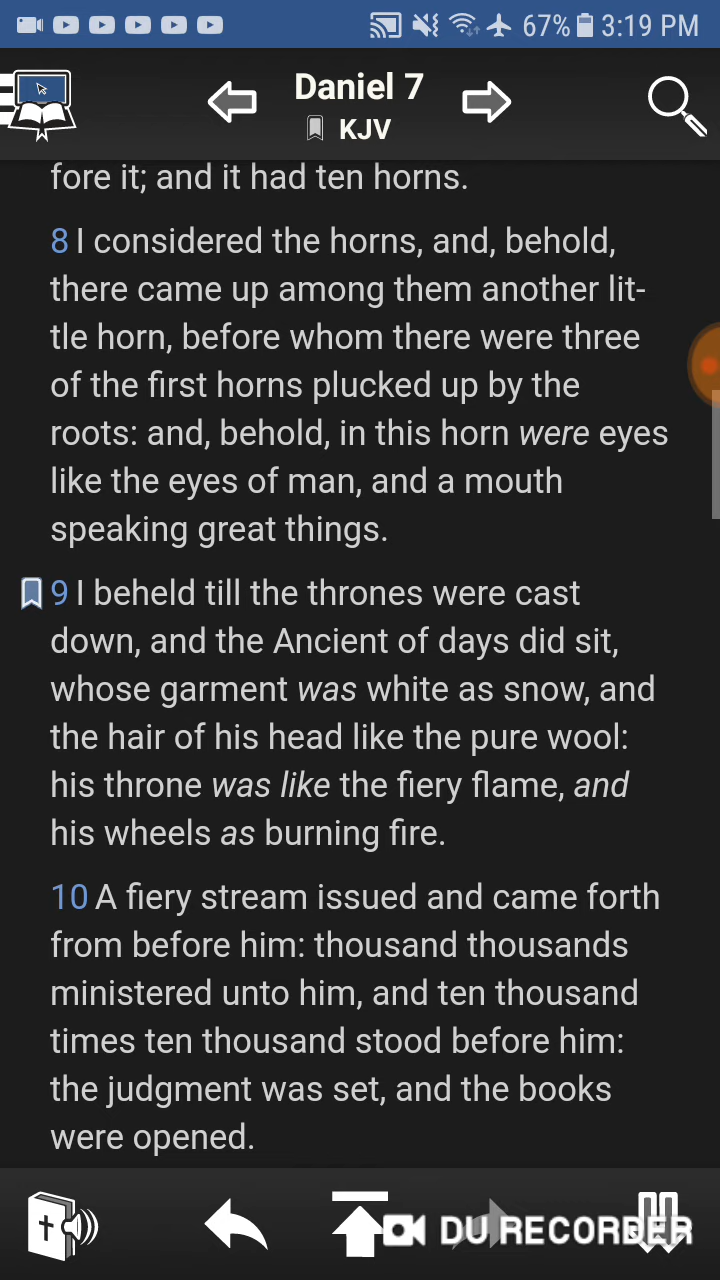 67% 3:19 PM
Daniel 7
KJV
fore it; and it had ten horns.
8 I considered the horns, and, behold,
there came up among them another lit-
tle horn, before whom there were three
of the first horns plucked up by the
roots: and, behold, in this horn were eyes
like the eyes of man, and a mouth
speaking great things.
9 I beheld till the thrones were cast
down, and the Ancient of days did sit,
whose garment was white as snow, and
the hair of his head like the pure wool:
his throne was like the fiery flame, and
his wheels as burning fire.
10 A fiery stream issued and came forth
from before him: thousand thousands
ministered unto him, and ten thousand
times ten thousand stood before him:
the judgment was set, and the books
were opened.
DU RECORDER